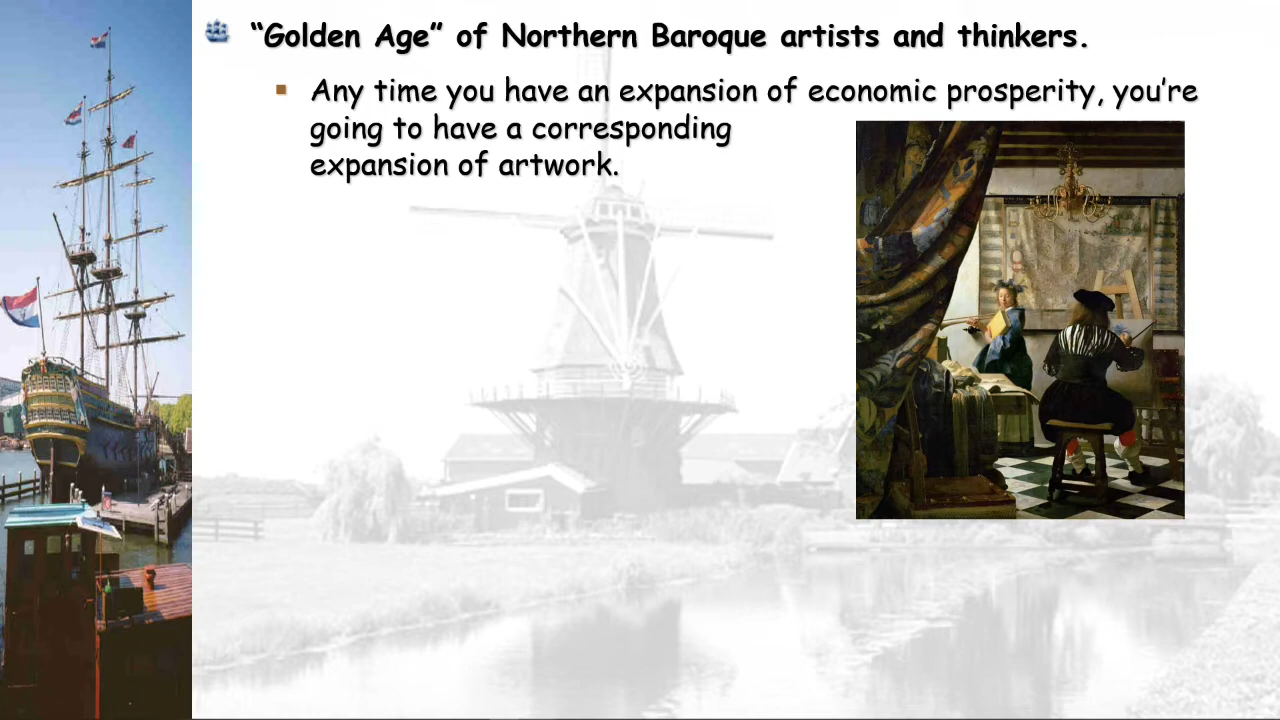 “Golden Age” of Northern Baroque artists and thinkers.
Any time you have an expansion of economic prosperity, you’re
going to have a corresponding
expansion of artwork.